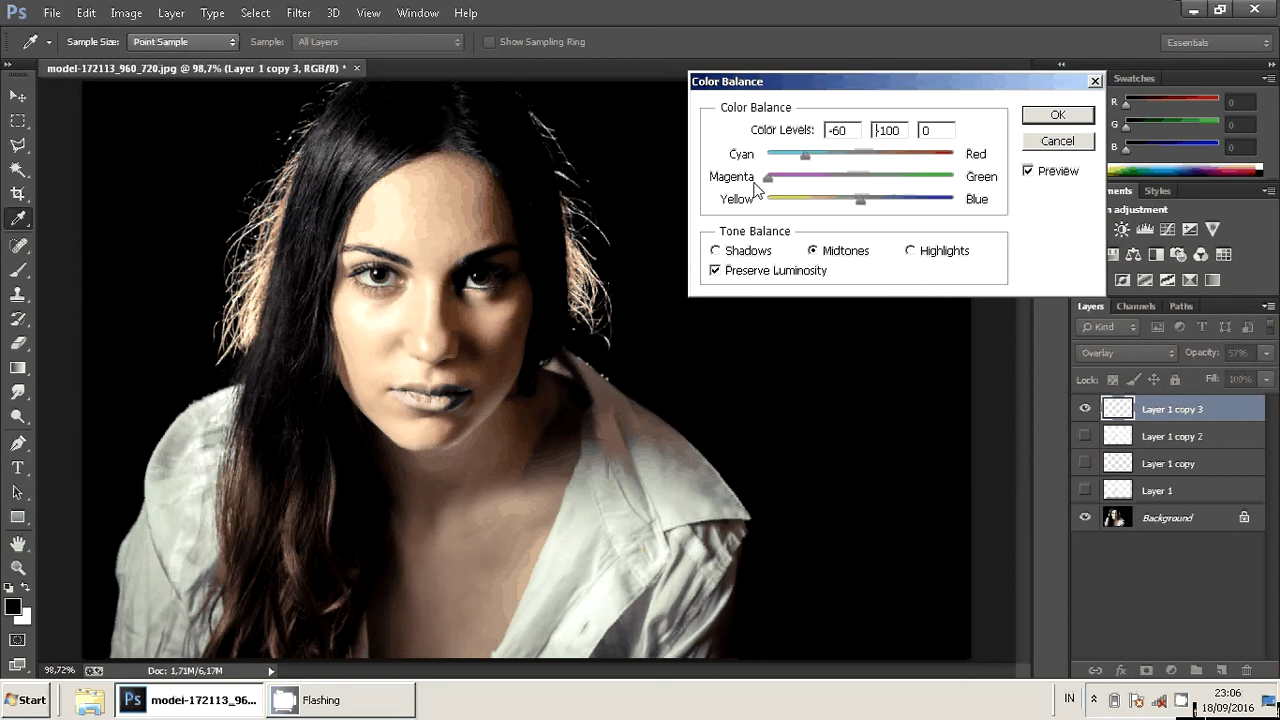 Ps File Edit Image Layer Type Select Filter 3D View Window Help
Sample Size: Point Sample Sample: All Layers Show Sampling Ring Essentials
model-172113_960_720.jpg @ 98,7% (Layer 1 copy 3, RGB/8) *
Color Balance
Color Balance
Color Levels: -60 -100 0
Cyan Red
Magenta Green
Yellow Blue
Tone Balance
Shadows Midtones Highlights
Preserve Luminosity
OK
Cancel
Preview
Swatches
R 0
G 0
B 0
ments Styles
n adjustment
Layers Channels Paths
Kind
Overlay Opacity: 57%
Lock: Fill: 100%
Layer 1 copy 3
Layer 1 copy 2
Layer 1 copy
Layer 1
Background
98,72% Doc: 1,71M/6,17M
Start Ps model-172113_96... Flashing IN 23:06
18/09/2016